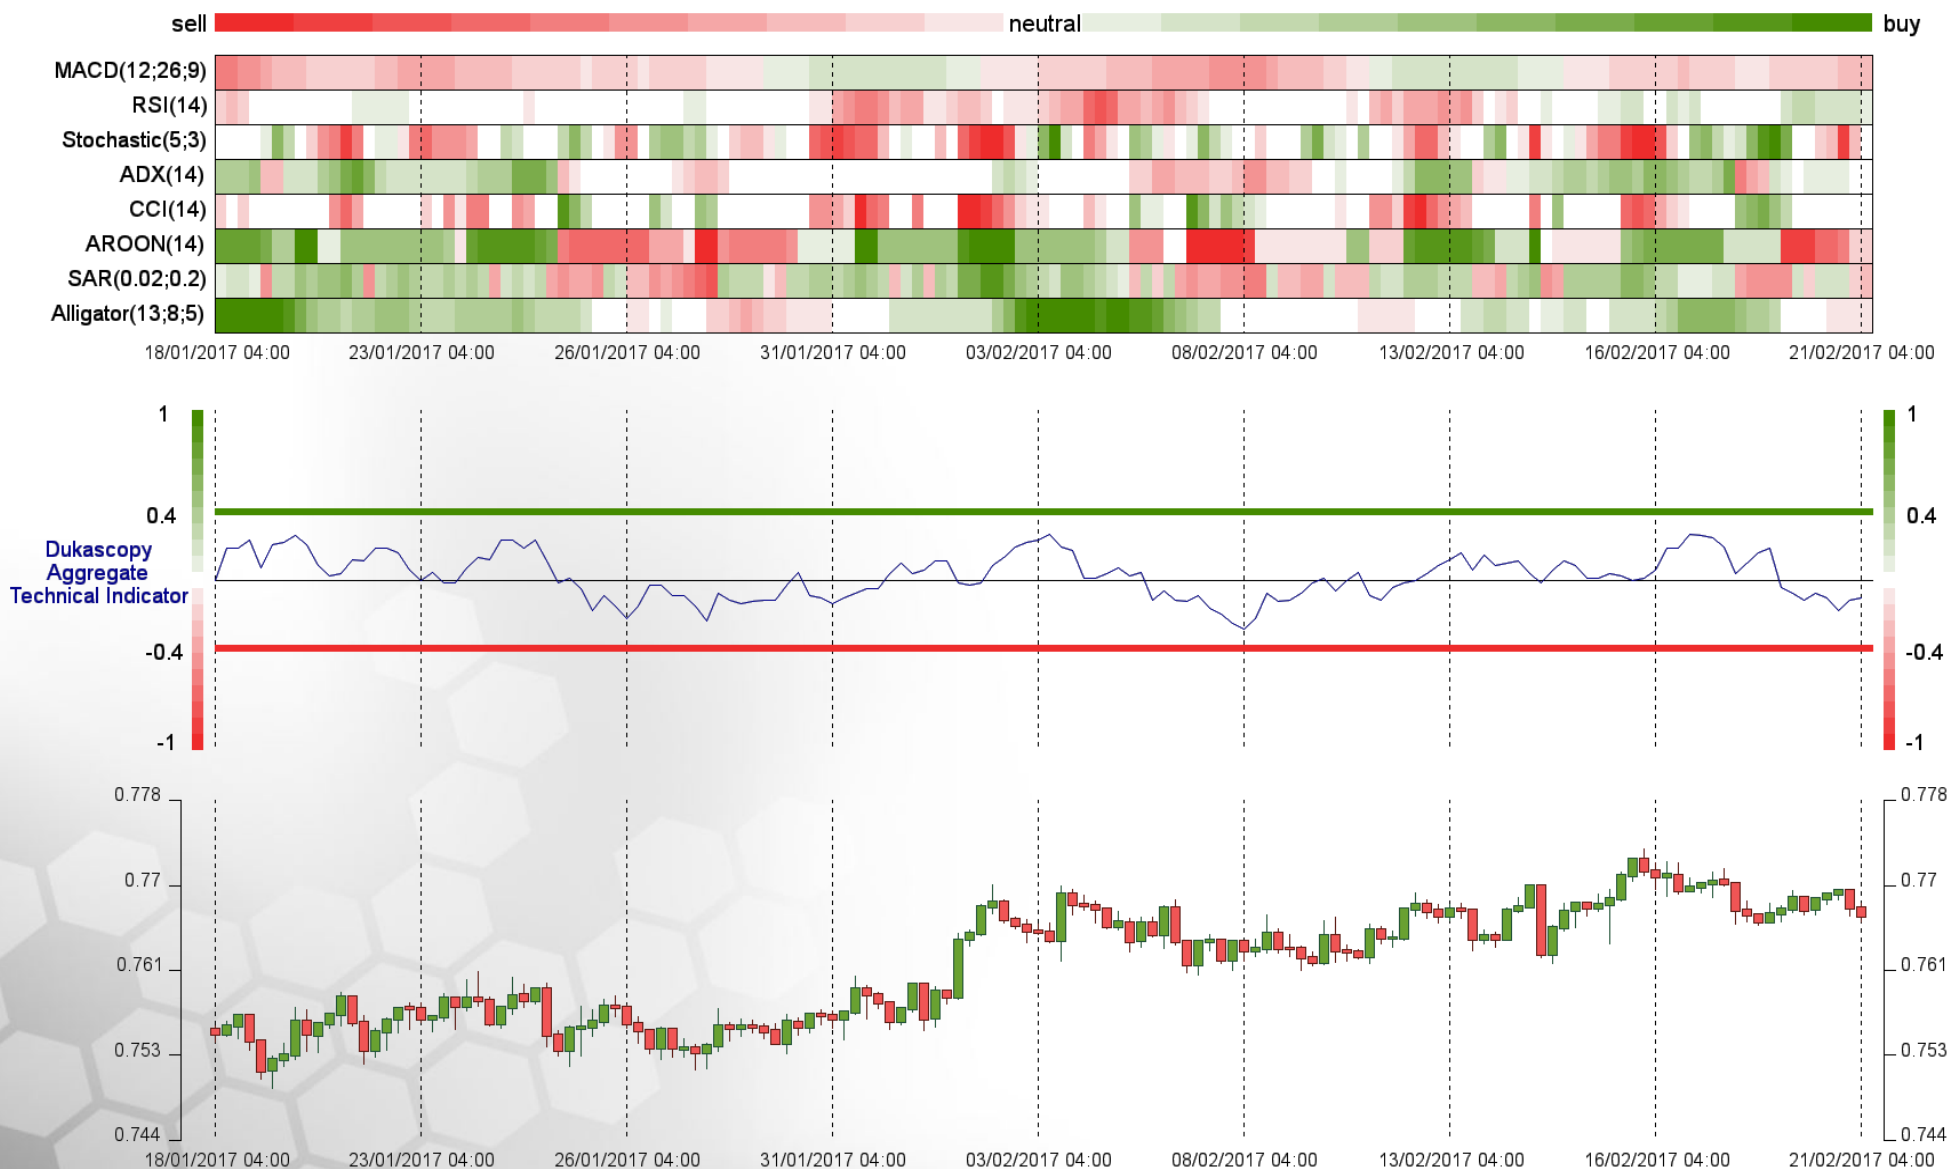 sell neutral buy
MACD(12;26;9)
RSI(14)
Stochastic(5;3)
ADX(14)
CCI(14)
AROON(14)
SAR(0.02;0.2)
Alligator(13;8;5)
18/01/2017 04:00 23/01/2017 04:00 26/01/2017 04:00 31/01/2017 04:00 03/02/2017 04:00 08/02/2017 04:00 13/02/2017 04:00 16/02/2017 04:00 21/02/2017 04:00
1 1
0.4 0.4
Dukascopy
Aggregate
Technical Indicator
-0.4 -0.4
-1 -1
0.778 0.778
0.77 0.77
0.761 0.761
0.753 0.753
0.744 0.744
18/01/2017 04:00 23/01/2017 04:00 26/01/2017 04:00 31/01/2017 04:00 03/02/2017 04:00 08/02/2017 04:00 13/02/2017 04:00 16/02/2017 04:00 21/02/2017 04:00